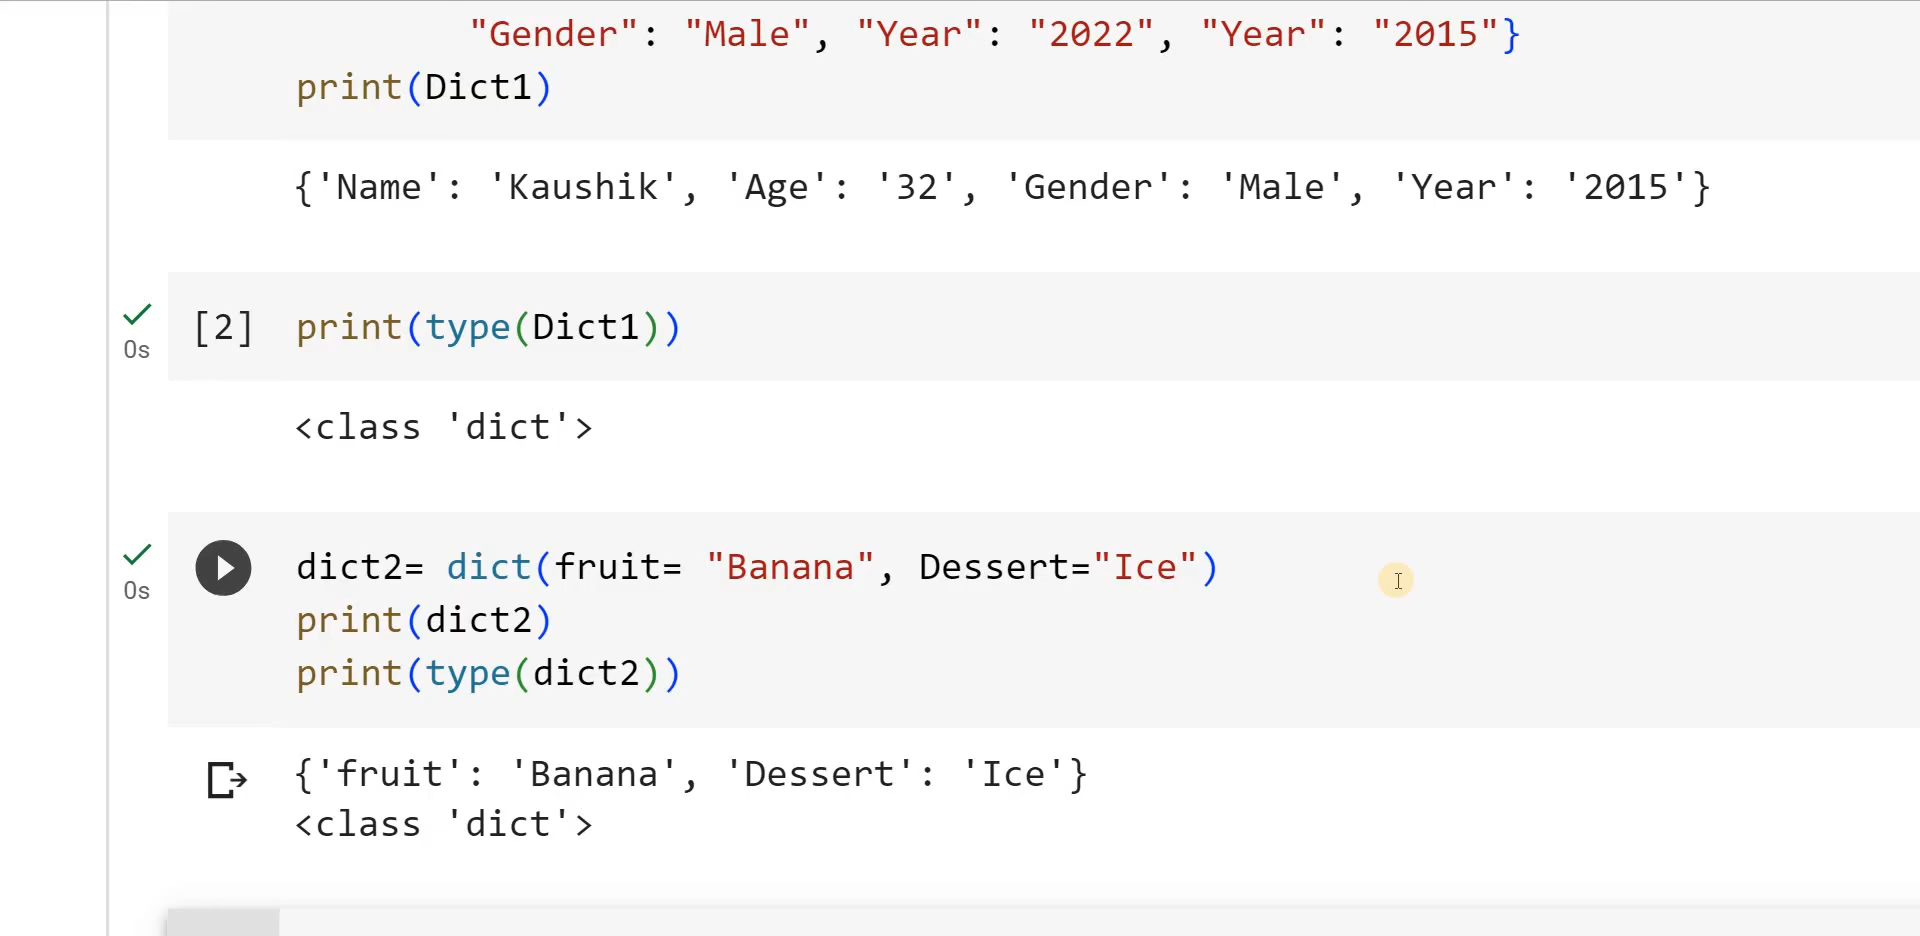 "Gender": "Male", "Year": "2022", "Year": "2015"}
print(Dict1)
{'Name': 'Kaushik', 'Age': '32', 'Gender': 'Male', 'Year': '2015'}
[2] print(type(Dict1))
0s
<class 'dict'>
dict2= dict(fruit= "Banana", Dessert="Ice")
0s
print(dict2)
print(type(dict2))
{'fruit': 'Banana', 'Dessert': 'Ice'}
<class 'dict'>